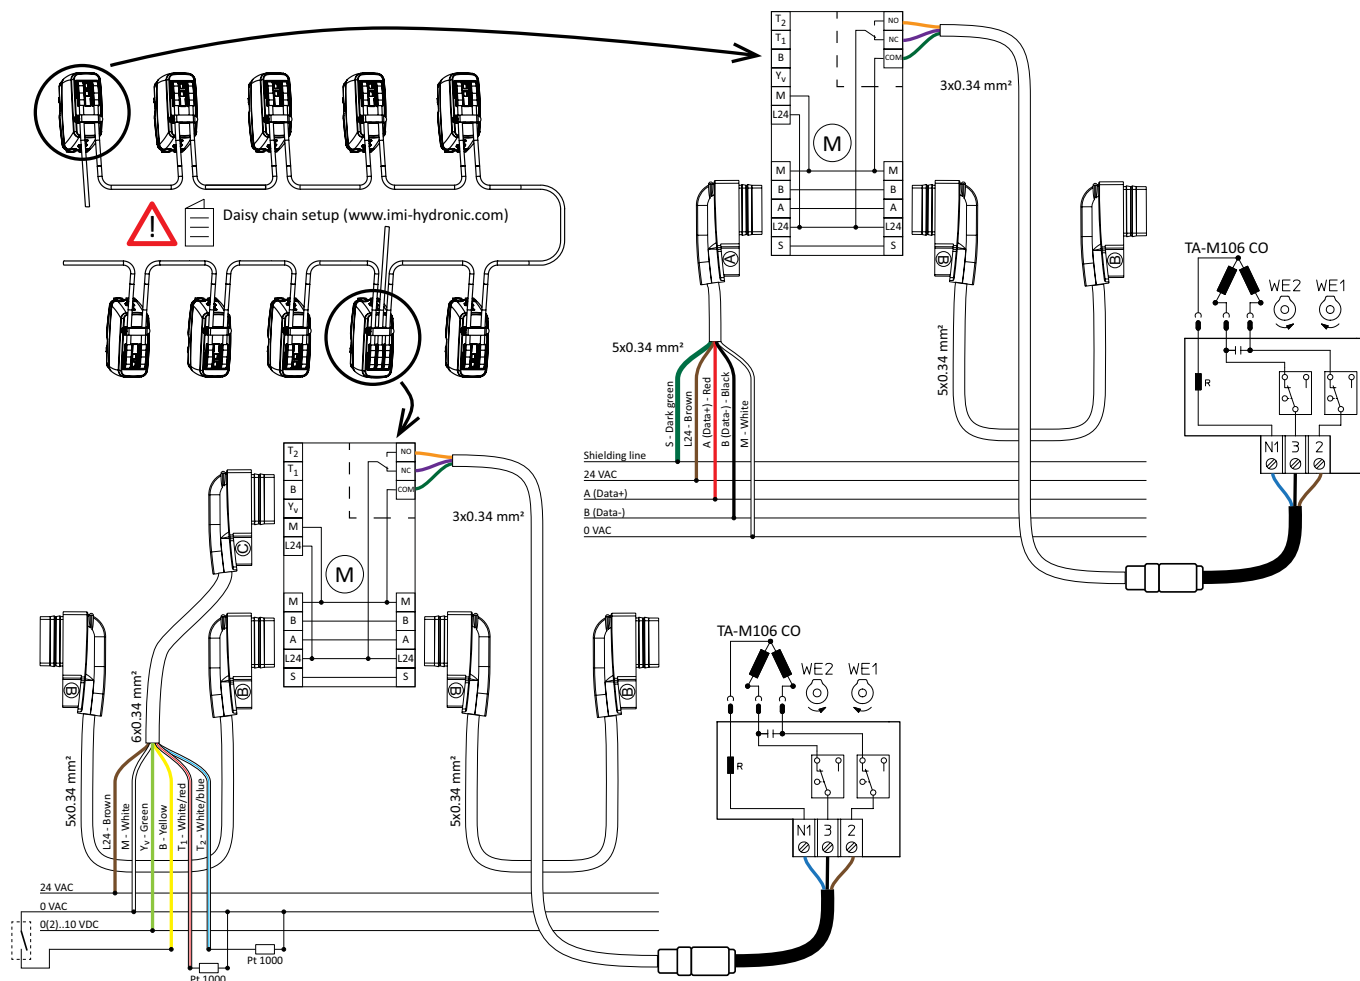 T2
T1
B
Yv
M
L24
NO
NC
COM
3x0.34 mm²
M
M
B
A
L24
S
M
B
A
L24
S
A
B
B
Daisy chain setup (www.imi-hydronic.com)
TA-M106 CO
WE2
WE1
R
N1
3
2
5x0.34 mm²
5x0.34 mm²
S - Dark green
L24 - Brown
A (Data+) - Red
B (Data-) - Black
M - White
Shielding line
24 VAC
A (Data+)
B (Data-)
0 VAC
T2
T1
B
Yv
M
L24
NO
NC
COM
3x0.34 mm²
M
M
B
A
L24
S
M
B
A
L24
S
C
B
B
B
B
6x0.34 mm²
5x0.34 mm²
5x0.34 mm²
L24 - Brown
M - White
Yv - Green
B - Yellow
T1 - White/red
T2 - White/blue
24 VAC
0 VAC
0(2)..10 VDC
Pt 1000
Pt 1000
TA-M106 CO
WE2
WE1
R
N1
3
2